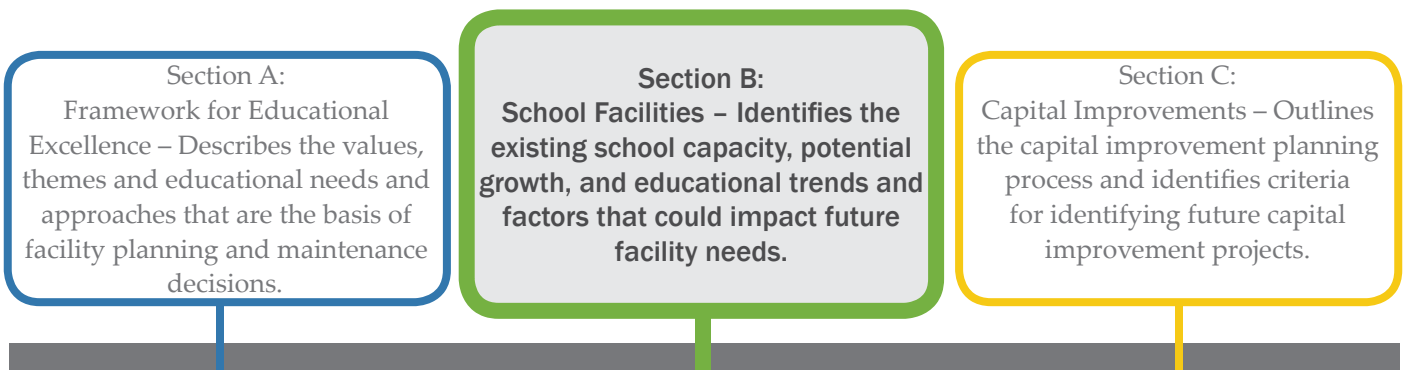 Section A:
Framework for Educational
Excellence – Describes the values,
themes and educational needs and
approaches that are the basis of
facility planning and maintenance
decisions.
Section B:
School Facilities – Identifies the
existing school capacity, potential
growth, and educational trends and
factors that could impact future
facility needs.
Section C:
Capital Improvements – Outlines
the capital improvement planning
process and identifies criteria
for identifying future capital
improvement projects.